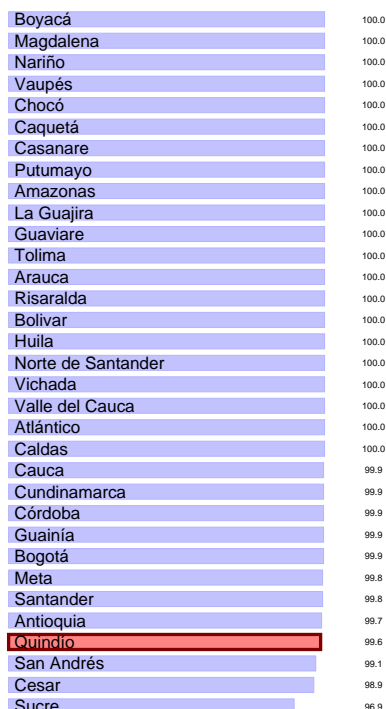 Boyacá 100.0
Magdalena 100.0
Nariño 100.0
Vaupés 100.0
Chocó 100.0
Caquetá 100.0
Casanare 100.0
Putumayo 100.0
Amazonas 100.0
La Guajira 100.0
Guaviare 100.0
Tolima 100.0
Arauca 100.0
Risaralda 100.0
Bolivar 100.0
Huila 100.0
Norte de Santander 100.0
Vichada 100.0
Valle del Cauca 100.0
Atlántico 100.0
Caldas 100.0
Cauca 99.9
Cundinamarca 99.9
Córdoba 99.9
Guainía 99.9
Bogotá 99.9
Meta 99.8
Santander 99.8
Antioquia 99.7
Quindío 99.6
San Andrés 99.1
Cesar 98.9
Sucre 96.9